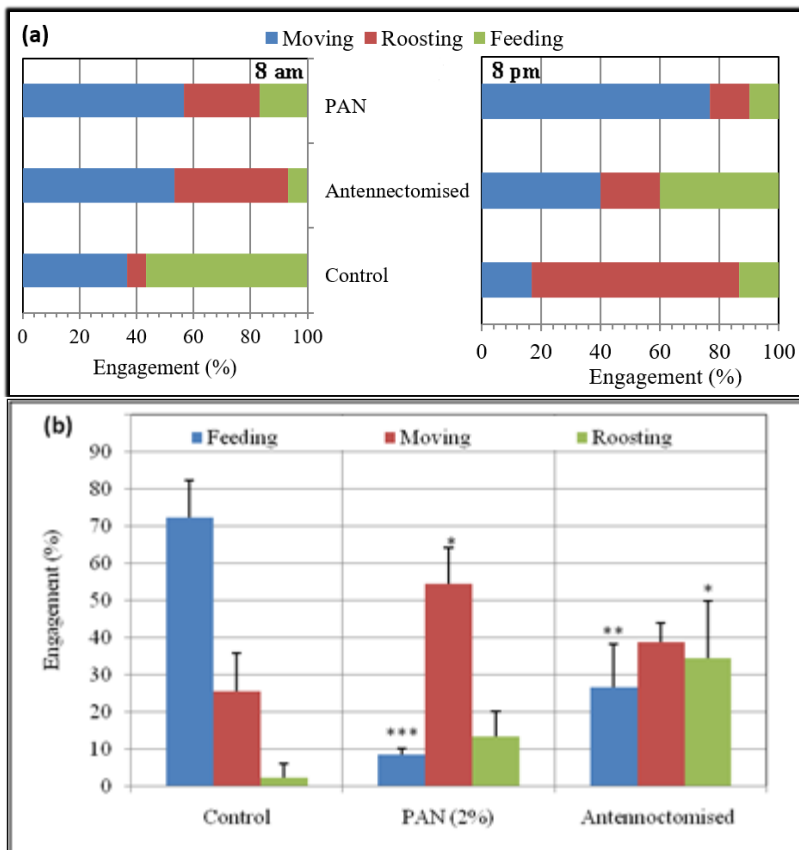 (a)
Moving Roosting Feeding
8 am
8 pm
PAN
Antennectomised
Control
0 20 40 60 80 100
Engagement (%)
0 20 40 60 80 100
Engagement (%)
(b)
Feeding Moving Roosting
90
80
70
60
50
40
30
20
10
0
Engagement (%)
*
*
**
***
Control PAN (2%) Antennoctomised